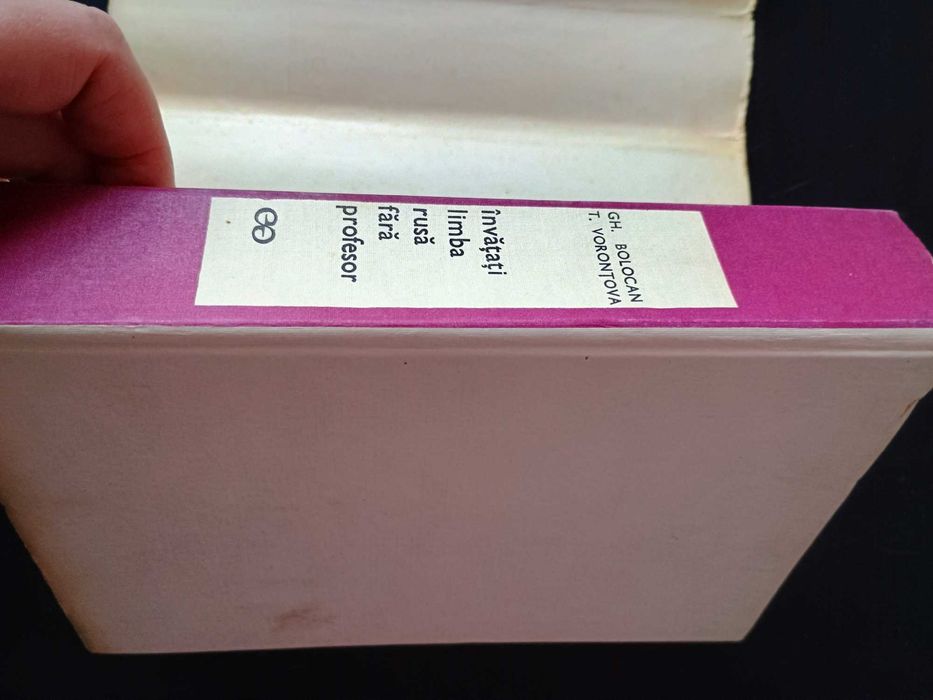 GH. BOLOCAN
T. VORONȚOVA
învățați
limba
rusă
fără
profesor